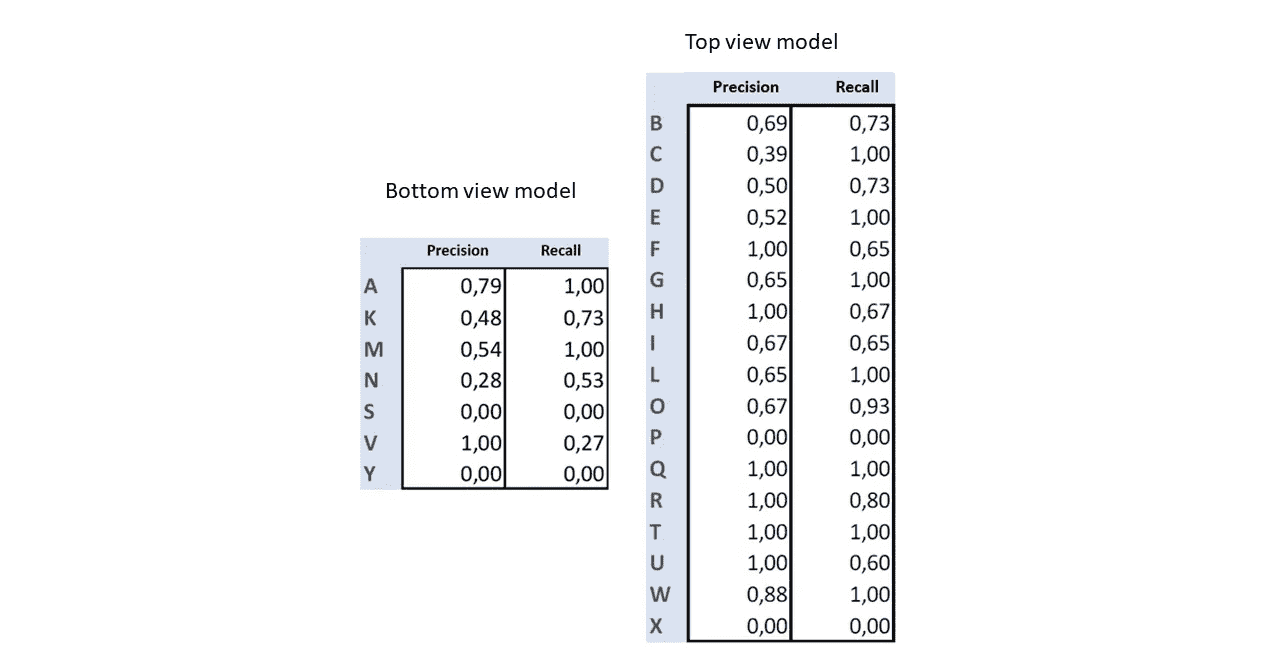 Bottom view model
Precision Recall
A 0,79 1,00
K 0,48 0,73
M 0,54 1,00
N 0,28 0,53
S 0,00 0,00
V 1,00 0,27
Y 0,00 0,00
Top view model
Precision Recall
B 0,69 0,73
C 0,39 1,00
D 0,50 0,73
E 0,52 1,00
F 1,00 0,65
G 0,65 1,00
H 1,00 0,67
I 0,67 0,65
L 0,65 1,00
O 0,67 0,93
P 0,00 0,00
Q 1,00 1,00
R 1,00 0,80
T 1,00 1,00
U 1,00 0,60
W 0,88 1,00
X 0,00 0,00